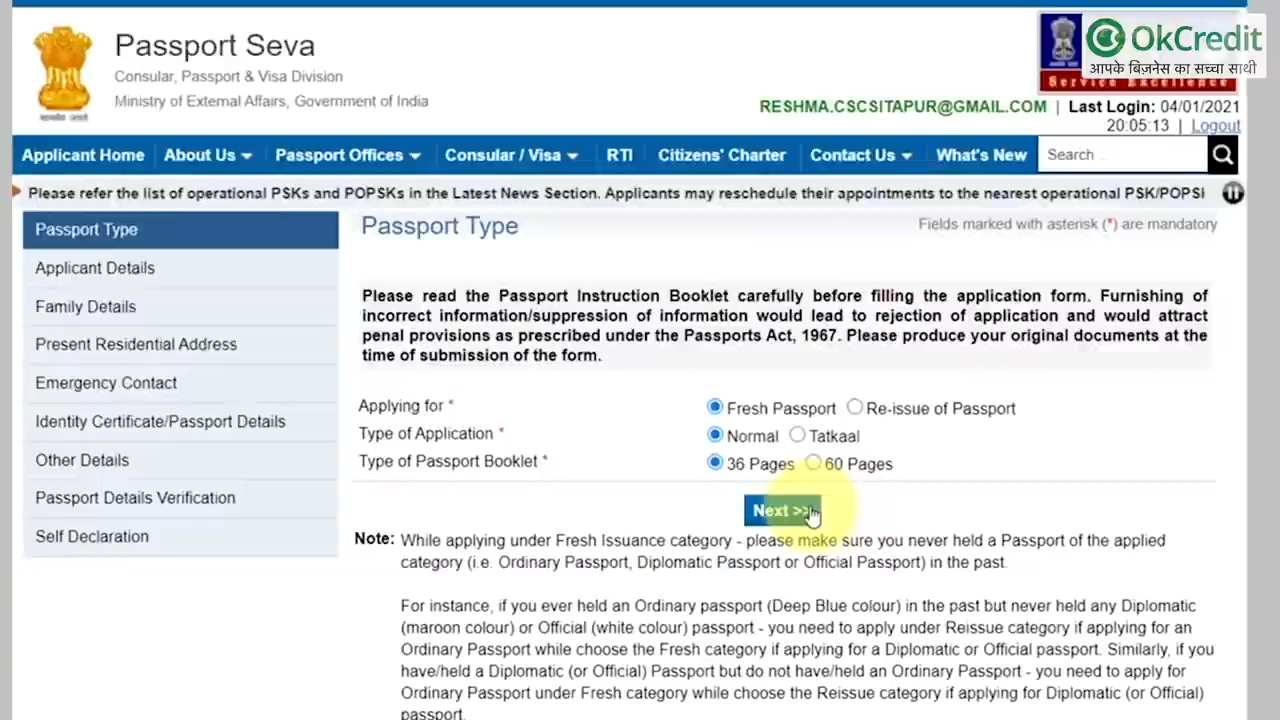 Passport Seva
Consular, Passport & Visa Division
Ministry of External Affairs, Government of India
OkCredit
आपके बिज़नेस का सच्चा साथी
Service Excellence
RESHMA.CSCSITAPUR@GMAIL.COM | Last Login: 04/01/2021
20:05:13 | Logout
Applicant Home About Us Passport Offices Consular / Visa RTI Citizens' Charter Contact Us What's New Search
Please refer the list of operational PSKs and POPSKs in the Latest News Section. Applicants may reschedule their appointments to the nearest operational PSK/POPSI
Passport Type
Applicant Details
Family Details
Present Residential Address
Emergency Contact
Identity Certificate/Passport Details
Other Details
Passport Details Verification
Self Declaration
Passport Type
Fields marked with asterisk (*) are mandatory
Please read the Passport Instruction Booklet carefully before filling the application form. Furnishing of
incorrect information/suppression of information would lead to rejection of application and would attract
penal provisions as prescribed under the Passports Act, 1967. Please produce your original documents at the
time of submission of the form.
Applying for * Fresh Passport Re-issue of Passport
Type of Application * Normal Tatkaal
Type of Passport Booklet * 36 Pages 60 Pages
Next >>
Note: While applying under Fresh Issuance category - please make sure you never held a Passport of the applied
category (i.e. Ordinary Passport, Diplomatic Passport or Official Passport) in the past.
For instance, if you ever held an Ordinary passport (Deep Blue colour) in the past but never held any Diplomatic
(maroon colour) or Official (white colour) passport - you need to apply under Reissue category if applying for an
Ordinary Passport while choose the Fresh category if applying for a Diplomatic or Official passport. Similarly, if you
have/held a Diplomatic (or Official) Passport but do not have/held an Ordinary Passport - you need to apply for
Ordinary Passport under Fresh category while choose the Reissue category if applying for Diplomatic (or Official)
passport.